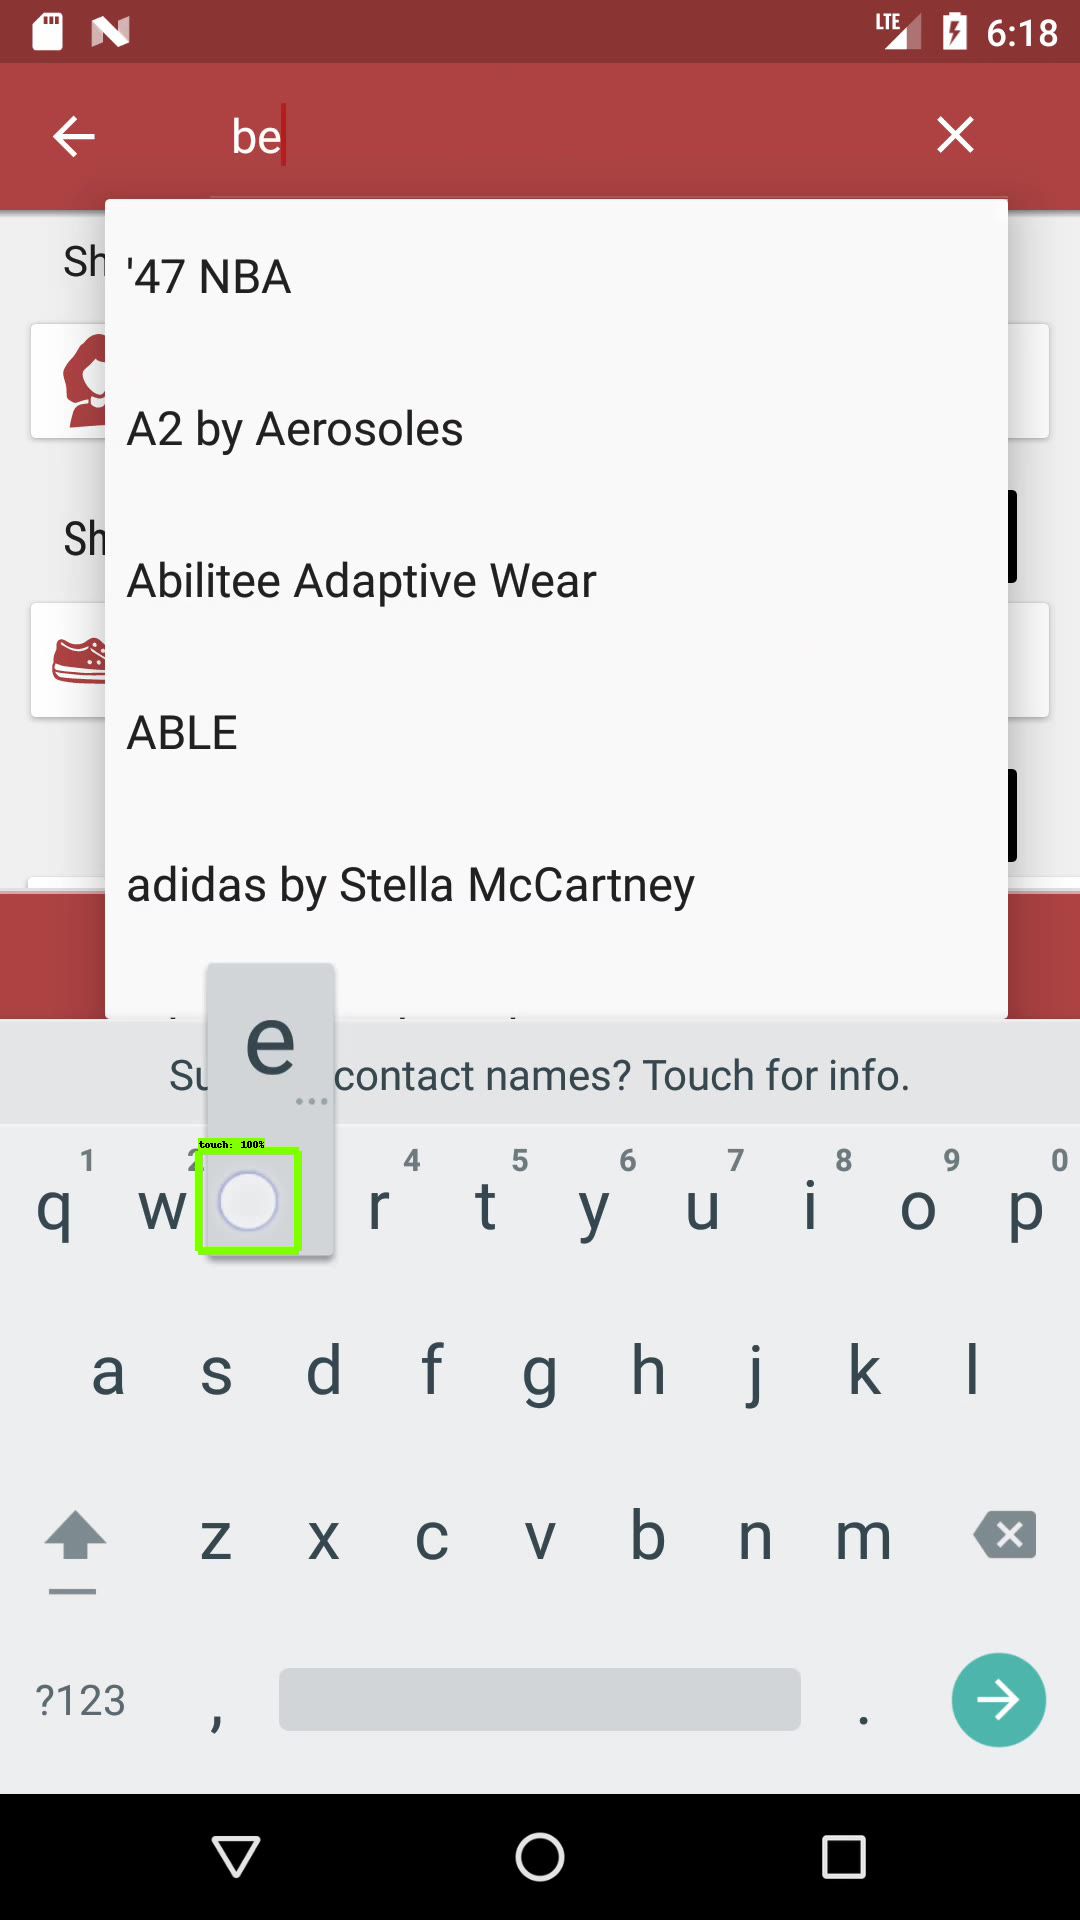 LTE 6:18
be
Sh
'47 NBA
A2 by Aerosoles
Sh
Abilitee Adaptive Wear
ABLE
adidas by Stella McCartney
e
Su contact names? Touch for info.
touch: 100%
1 2 4 5 6 7 8 9 0
q w r t y u i o p
a s d f g h j k l
z x c v b n m
?123 , .